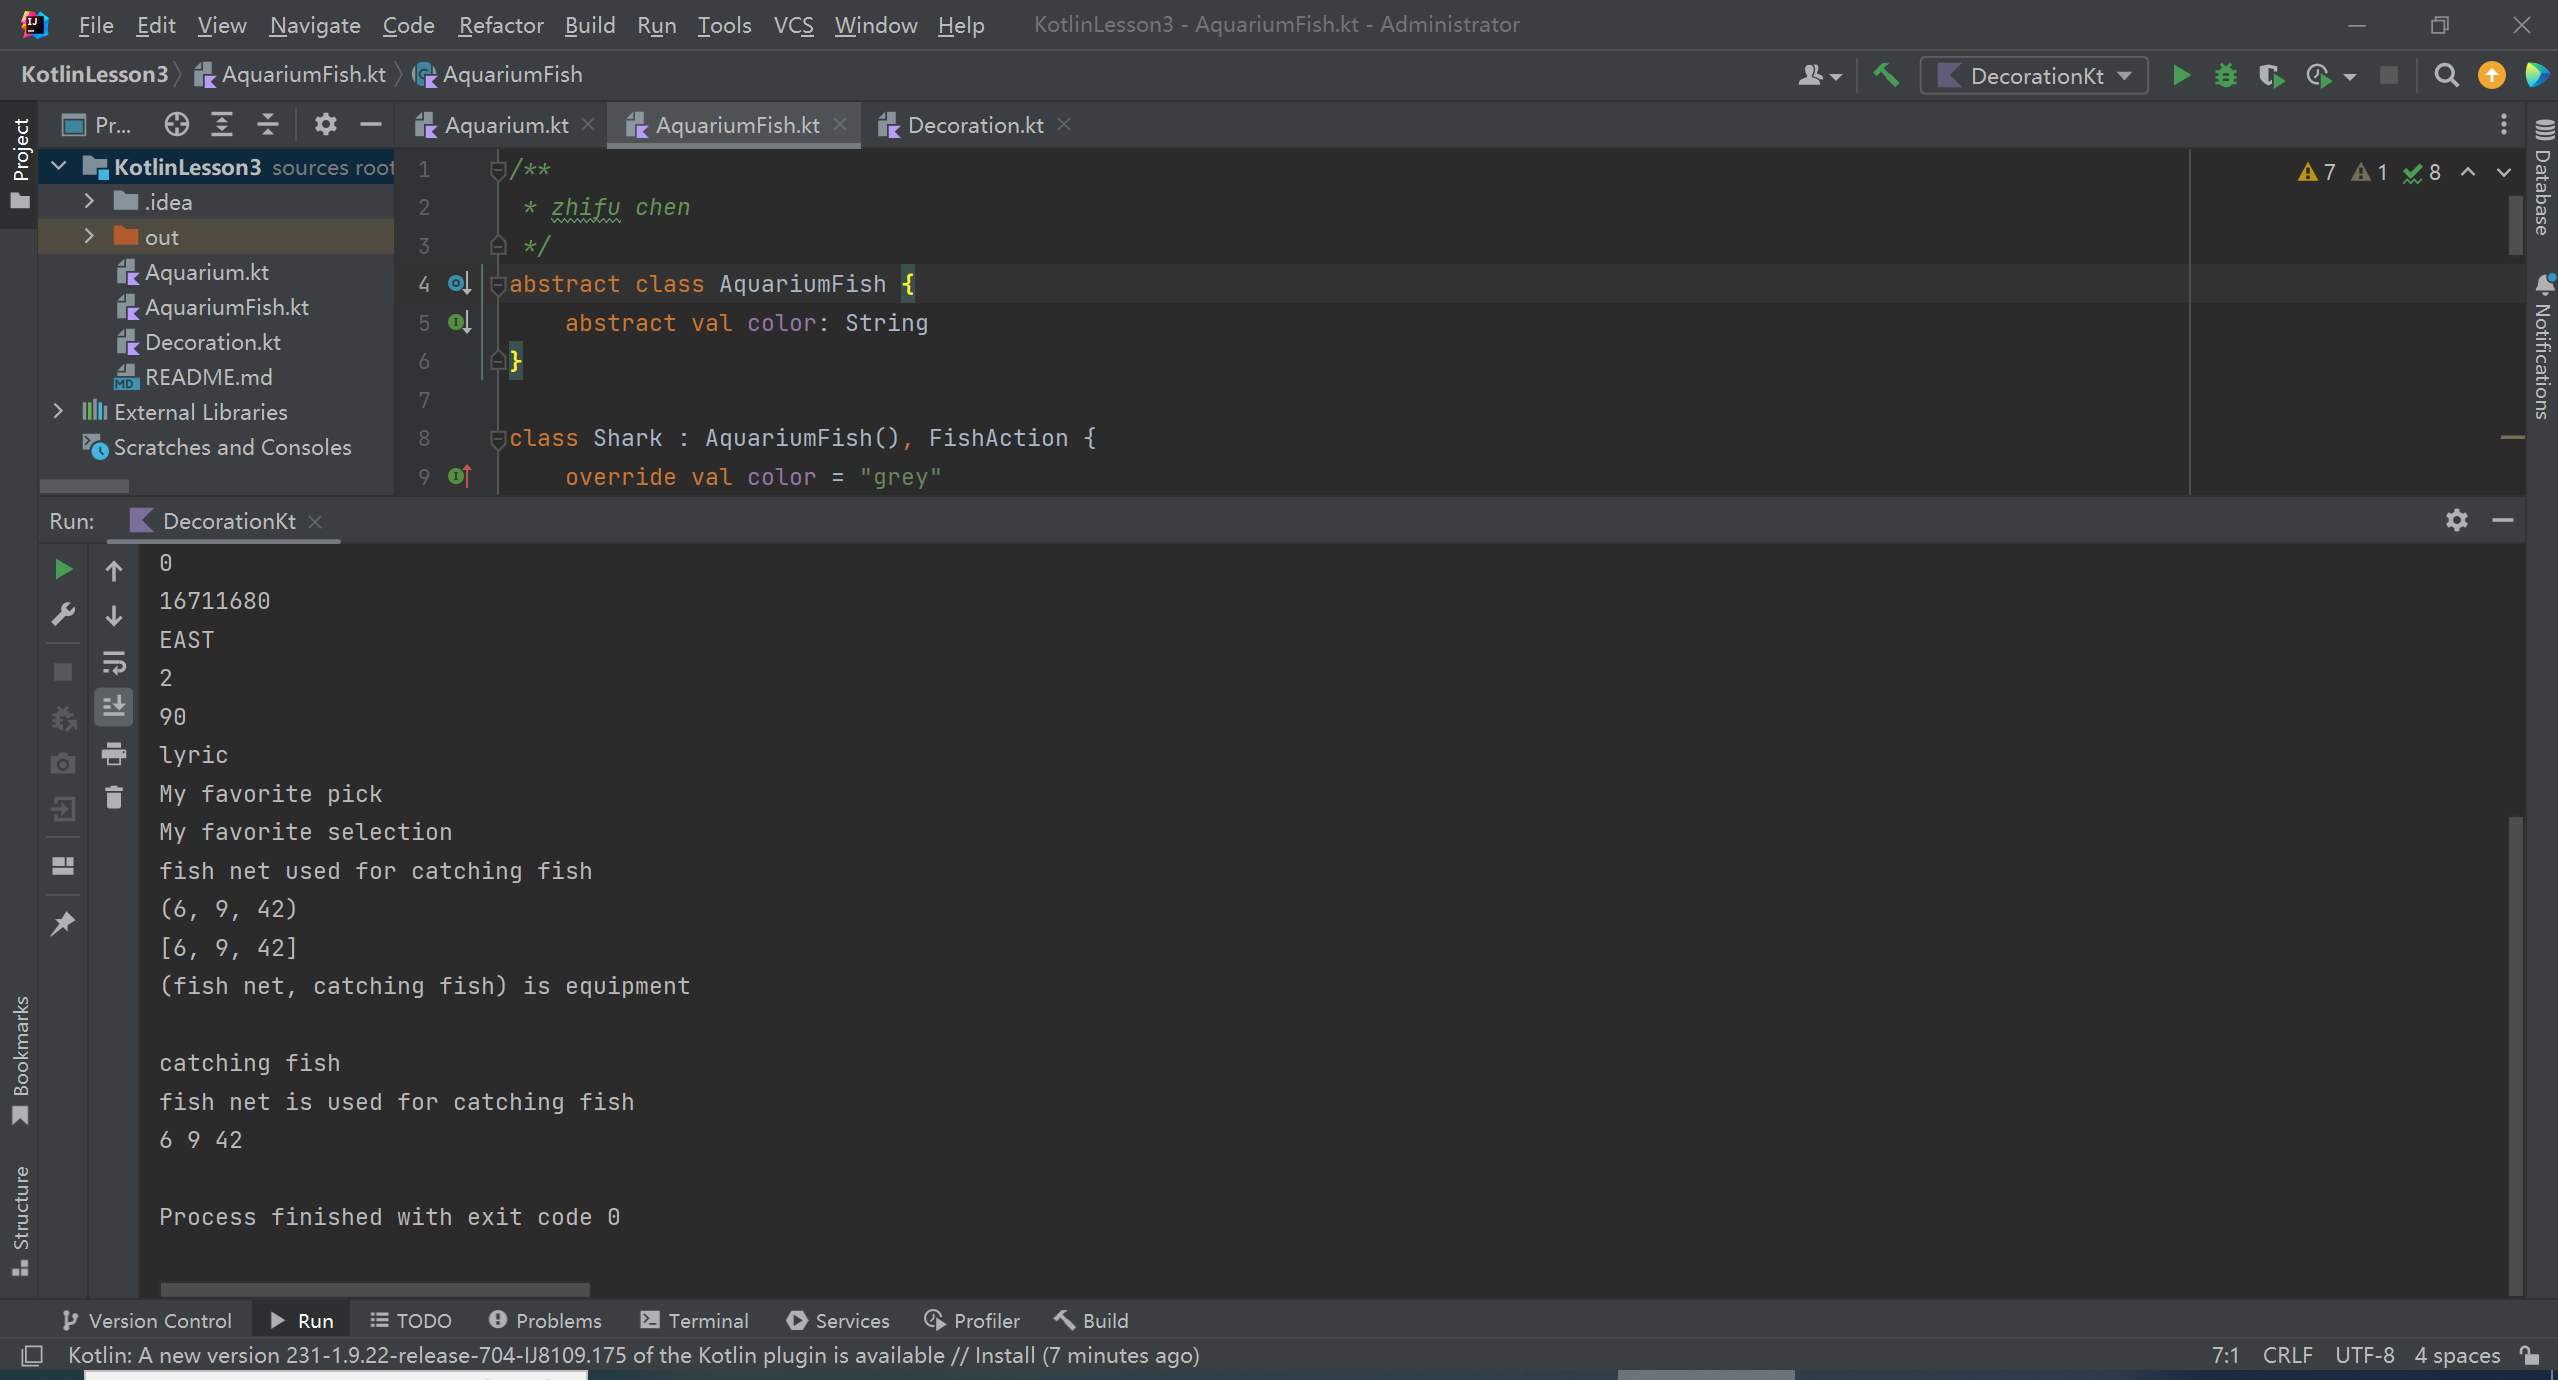 File Edit View Navigate Code Refactor Build Run Tools VCS Window Help KotlinLesson3 - AquariumFish.kt - Administrator
KotlinLesson3 AquariumFish.kt AquariumFish DecorationKt
Project
Pr... Aquarium.kt AquariumFish.kt Decoration.kt
KotlinLesson3 sources root
.idea
out
Aquarium.kt
AquariumFish.kt
Decoration.kt
README.md
External Libraries
Scratches and Consoles
1 /**
2 * zhifu chen
3 */
4 abstract class AquariumFish {
5 abstract val color: String
6 }
7
8 class Shark : AquariumFish(), FishAction {
9 override val color = "grey"
7 1 8
Database
Notifications
Run: DecorationKt
0
16711680
EAST
2
90
lyric
My favorite pick
My favorite selection
fish net used for catching fish
(6, 9, 42)
[6, 9, 42]
(fish net, catching fish) is equipment
catching fish
fish net is used for catching fish
6 9 42
Process finished with exit code 0
Bookmarks
Structure
Version Control Run TODO Problems Terminal Services Profiler Build
Kotlin: A new version 231-1.9.22-release-704-IJ8109.175 of the Kotlin plugin is available // Install (7 minutes ago) 7:1 CRLF UTF-8 4 spaces